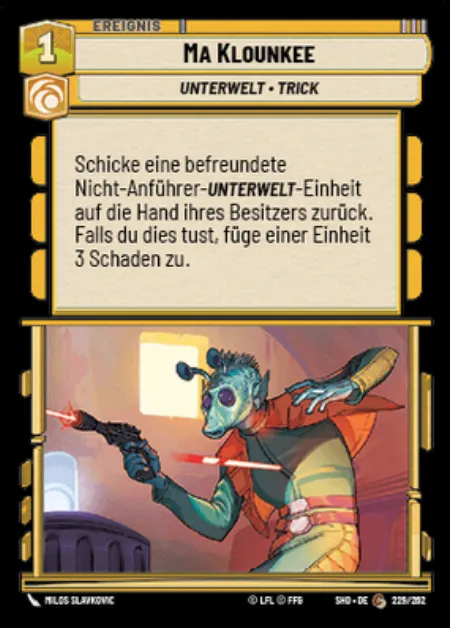 1
EREIGNIS
MA KLOUNKEE
UNTERWELT • TRICK
Schicke eine befreundete
Nicht-Anführer-UNTERWELT-Einheit
auf die Hand ihres Besitzers zurück.
Falls du dies tust, füge einer Einheit
3 Schaden zu.
MILOS SLAVKOVIC
© LFL © FFG
SHD • DE
229/262